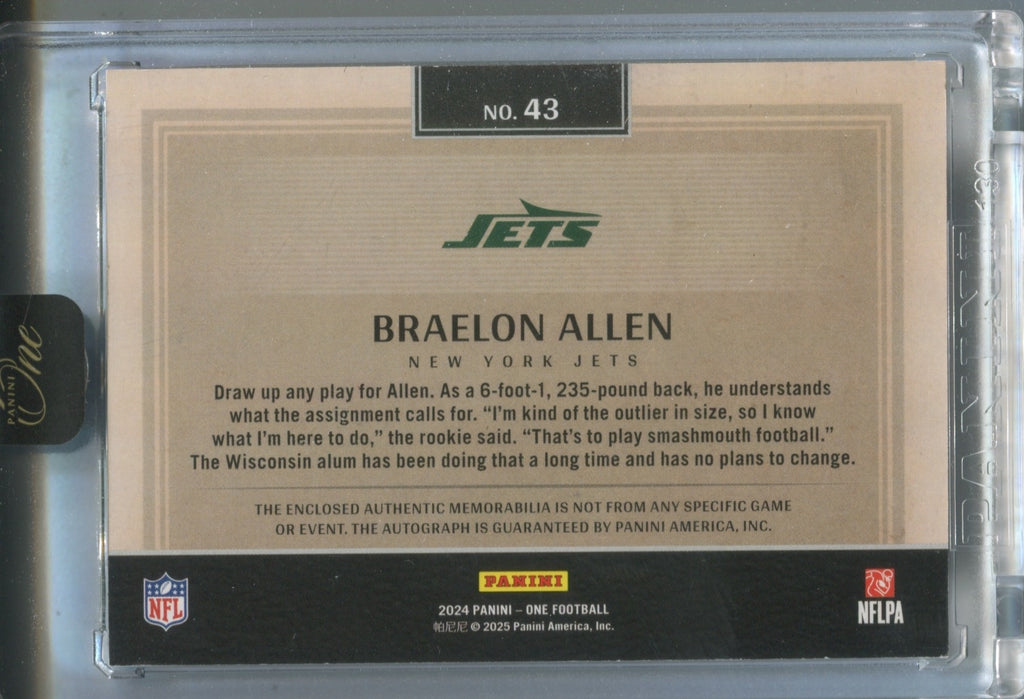 NO. 43
JETS
BRAELON ALLEN
NEW YORK JETS
Draw up any play for Allen. As a 6-foot-1, 235-pound back, he understands
what the assignment calls for. “I’m kind of the outlier in size, so I know
what I’m here to do,” the rookie said. “That’s to play smashmouth football.”
The Wisconsin alum has been doing that a long time and has no plans to change.
THE ENCLOSED AUTHENTIC MEMORABILIA IS NOT FROM ANY SPECIFIC GAME
OR EVENT. THE AUTOGRAPH IS GUARANTEED BY PANINI AMERICA, INC.
NFL
PANINI
2024 PANINI – ONE FOOTBALL
帕尼尼 © 2025 Panini America, Inc.
NFLPA
PANINI
One
PANINI